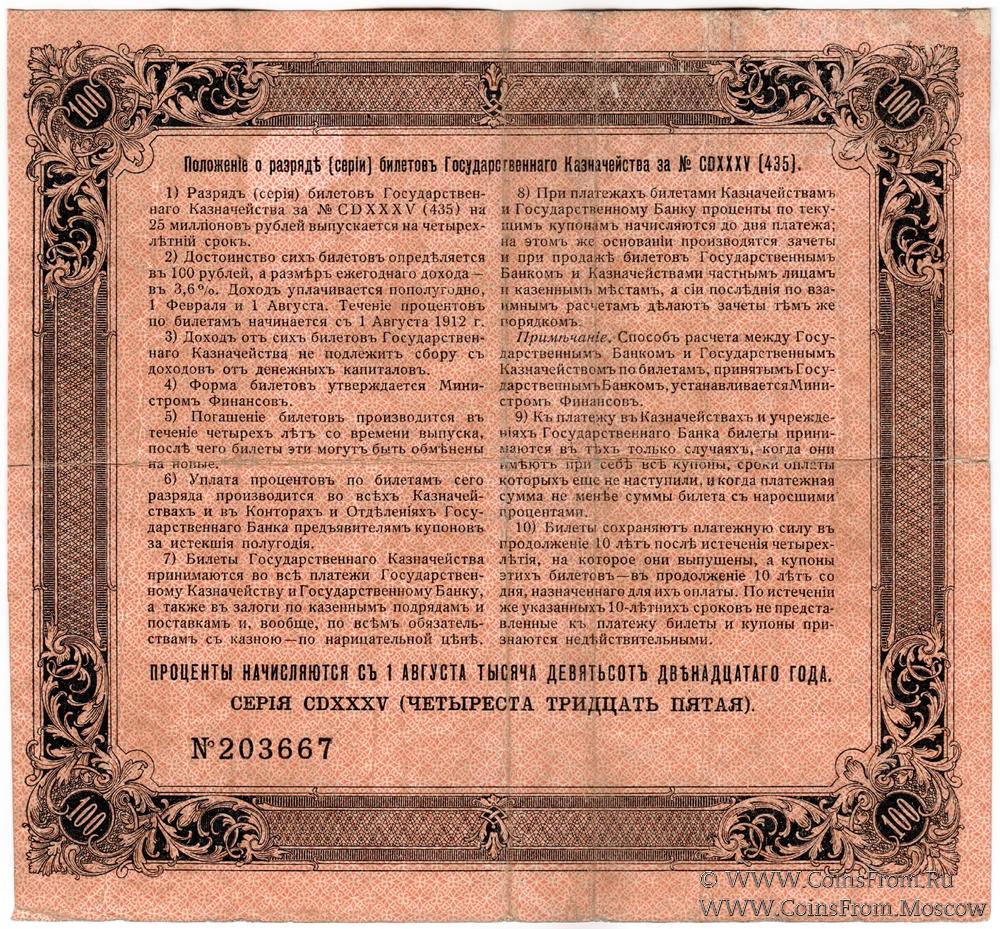 100
100
Положеніе о разрядѣ (серіи) билетовъ Государственнаго Казначейства за № CDXXXV (435).
1) Разрядъ (серія) билетовъ Государствен-
наго Казначейства за № CDXXXV (435) на
25 милліоновъ рублей выпускается на четырех-
лѣтній срокъ.
2) Достоинство сихъ билетовъ опредѣляется
въ 100 рублей, а размѣръ ежегоднаго дохода—
въ 3,6%. Доходъ уплачивается пополугодно,
1 Февраля и 1 Августа. Теченіе процентовъ
по билетамъ начинается съ 1 Августа 1912 г.
3) Доходъ отъ сихъ билетовъ Государствен-
наго Казначейства не подлежитъ сбору съ
доходовъ отъ денежныхъ капиталовъ.
4) Форма билетовъ утверждается Мини-
стромъ Финансовъ.
5) Погашеніе билетовъ производится въ
теченіе четырехъ лѣтъ со времени выпуска,
послѣ чего билеты эти могутъ быть обмѣнены
на новые.
6) Уплата процентовъ по билетамъ сего
разряда производится во всѣхъ Казначей-
ствахъ и въ Конторахъ и Отдѣленіяхъ Госу-
дарственнаго Банка предъявителямъ купоновъ
за истекшія полугодія.
7) Билеты Государственнаго Казначейства
принимаются во всѣ платежи Государствен-
ному Казначейству и Государственному Банку,
а также въ залоги по казеннымъ подрядамъ и
поставкамъ и, вообще, по всѣмъ обязатель-
ствамъ съ казною—по нарицательной цѣнѣ.
8) При платежахъ билетами Казначействамъ
и Государственному Банку проценты по теку-
щимъ купонамъ начисляются до дня платежа;
на этомъ же основаніи производятся зачеты
и при продажѣ билетовъ Государственнымъ
Банкомъ и Казначействами частнымъ лицамъ
и казеннымъ мѣстамъ, а сіи послѣднія по вза-
имнымъ расчетамъ дѣлаютъ зачеты тѣмъ же
порядкомъ.
Примѣчаніе. Способъ расчета между Госу-
дарственнымъ Банкомъ и Государственнымъ
Казначействомъ по билетамъ, принятымъ Го-
сударственнымъ Банкомъ, устанавливается Мини-
стромъ Финансовъ.
9) Къ платежу въ Казначействахъ и учрежде-
ніяхъ Государственнаго Банка билеты прини-
маются въ тѣхъ только случаяхъ, когда они
имѣютъ при себѣ всѣ купоны, сроки оплаты
которыхъ еще не наступили, и когда платежная
сумма не менѣе суммы билета съ наросшими
процентами.
10) Билеты сохраняютъ платежную силу въ
продолженіе 10 лѣтъ послѣ истеченія четырех-
лѣтія, на которое они выпущены, а купоны
этихъ билетовъ—въ продолженіе 10 лѣтъ со
дня, назначеннаго для ихъ оплаты. По истеченіи
же указанныхъ 10-лѣтнихъ сроковъ не предста-
вленные къ платежу билеты и купоны при-
знаются недѣйствительными.
ПРОЦЕНТЫ НАЧИСЛЯЮТСЯ СЪ 1 АВГУСТА ТЫСЯЧА ДЕВЯТЬСОТЪ ДВѢНАДЦАТАГО ГОДА.
СЕРІЯ CDXXXV (ЧЕТЫРЕСТА ТРИДЦАТЬ ПЯТАЯ).
№ 203667
100
100
© WWW.CoinsFrom.Ru
WWW.CoinsFrom.Moscow